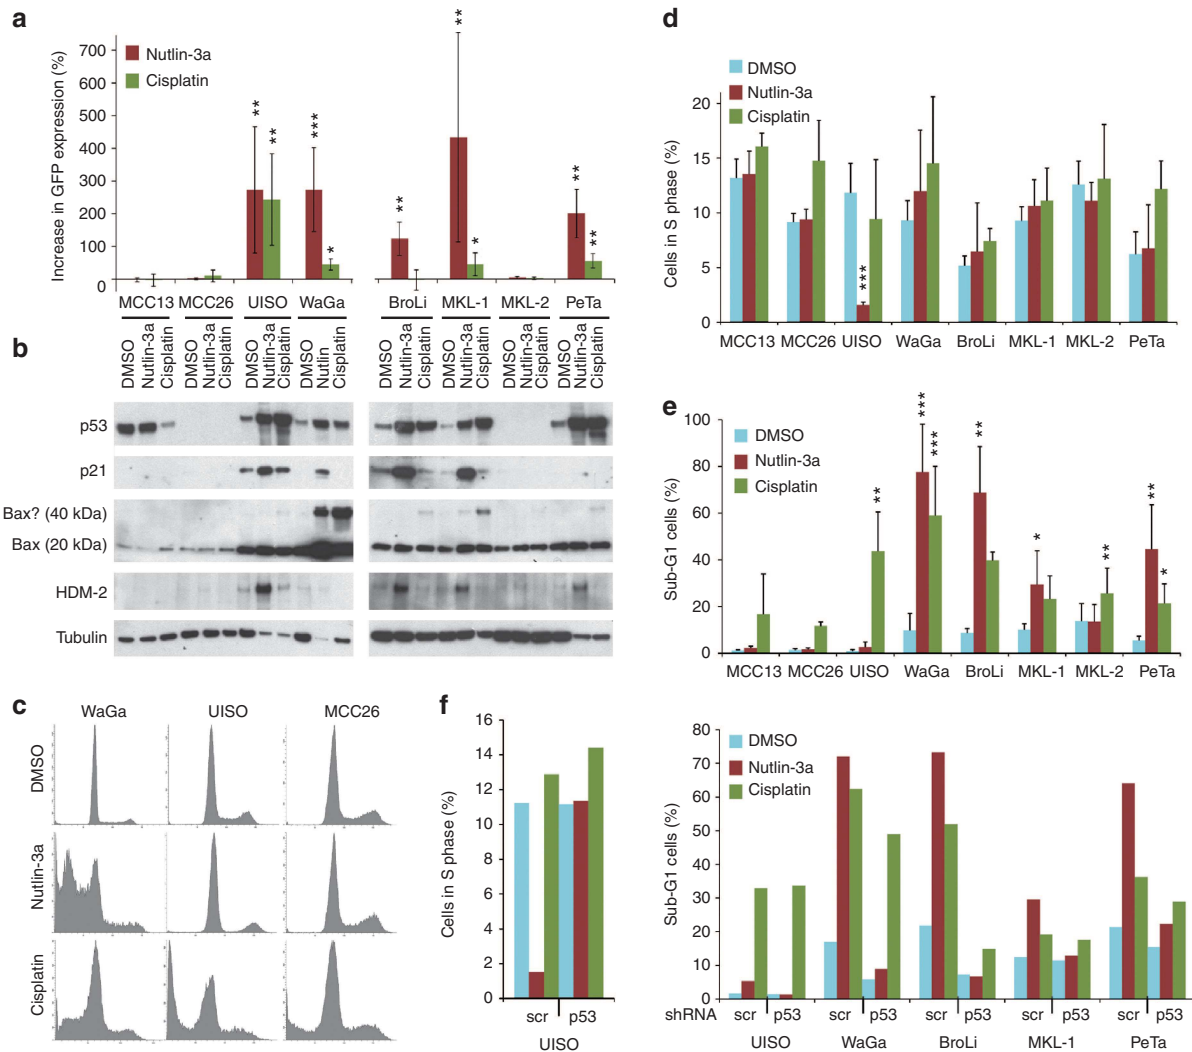 a
Increase in GFP expression (%)
700
600
500
400
300
200
100
0
Nutlin-3a
Cisplatin
** ** *** * ** ** * ** **
MCC13 MCC26 UISO WaGa BroLi MKL-1 MKL-2 PeTa
b
DMSO Nutlin-3a Cisplatin DMSO Nutlin-3a Cisplatin DMSO Nutlin-3a Cisplatin DMSO Nutlin Cisplatin
DMSO Nutlin-3a Cisplatin DMSO Nutlin-3a Cisplatin DMSO Nutlin-3a Cisplatin DMSO Nutlin-3a Cisplatin
p53
p21
Bax? (40 kDa)
Bax (20 kDa)
HDM-2
Tubulin
c
WaGa UISO MCC26
DMSO
Nutlin-3a
Cisplatin
d
Cells in S phase (%)
20
15
10
5
0
DMSO
Nutlin-3a
Cisplatin
***
MCC13 MCC26 UISO WaGa BroLi MKL-1 MKL-2 PeTa
e
Sub-G1 cells (%)
100
80
60
40
20
0
DMSO
Nutlin-3a
Cisplatin
** *** *** ** * ** ** *
MCC13 MCC26 UISO WaGa BroLi MKL-1 MKL-2 PeTa
f
Cells in S phase (%)
16
14
12
10
8
6
4
2
0
scr p53
UISO
Sub-G1 cells (%)
80
70
60
50
40
30
20
10
0
DMSO
Nutlin-3a
Cisplatin
shRNA scr p53 scr p53 scr p53 scr p53 scr p53
UISO WaGa BroLi MKL-1 PeTa